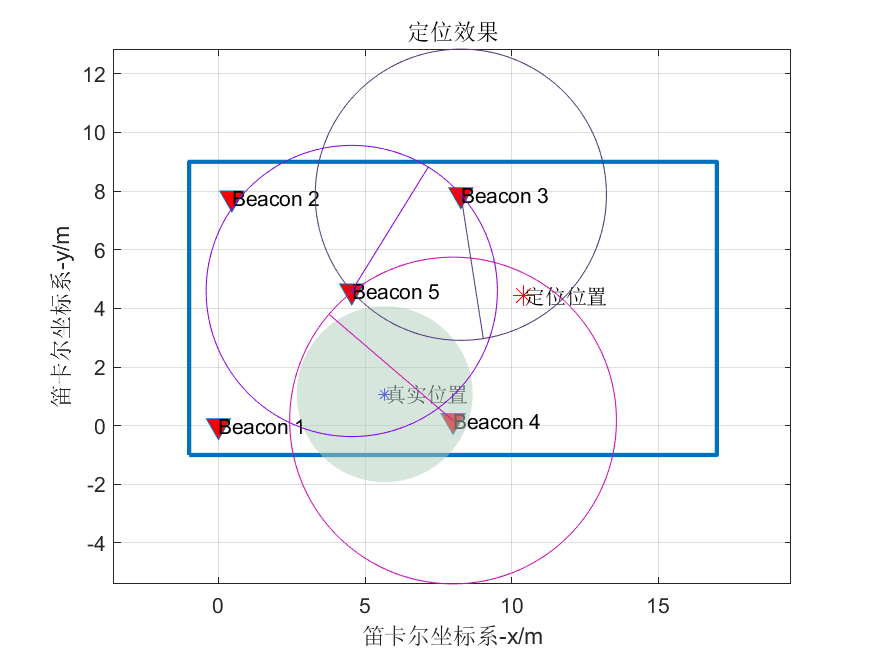 定位效果
12
10
8
6
4
2
0
-2
-4
笛卡尔坐标系-y/m
Beacon 2
Beacon 3
Beacon 5
定位位置
真实位置
Beacon 1
Beacon 4
0
5
10
15
笛卡尔坐标系-x/m